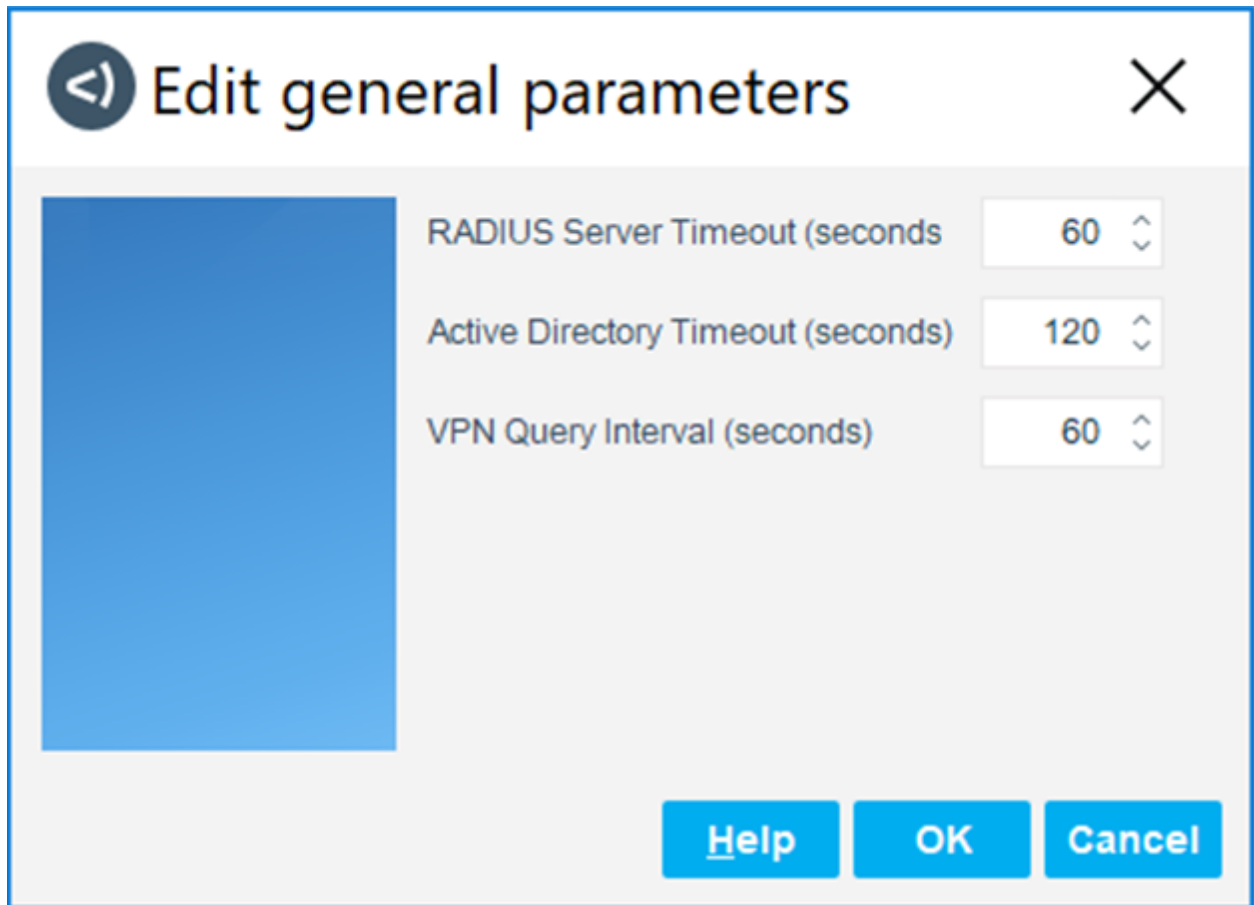 Edit general parameters
RADIUS Server Timeout (seconds 60
Active Directory Timeout (seconds) 120
VPN Query Interval (seconds) 60
Help OK Cancel